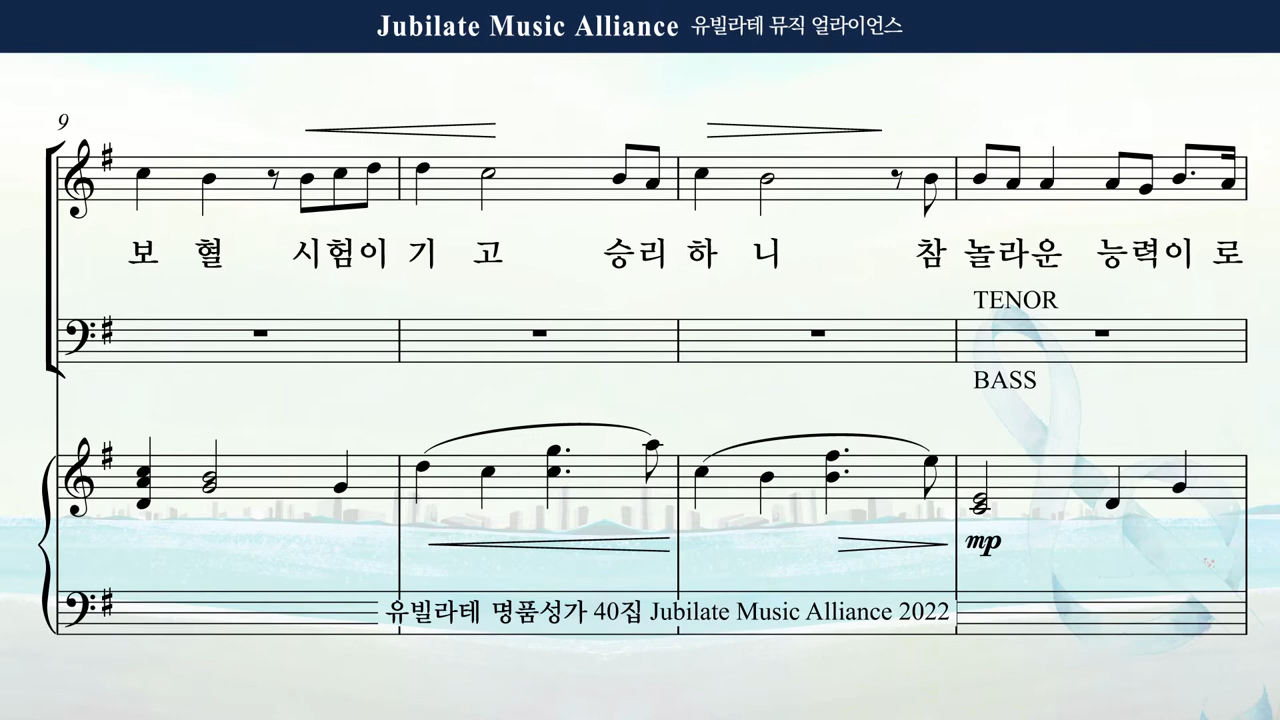 Jubilate Music Alliance 유빌라테 뮤직 얼라이언스
9
보 혈 시험이 기 고 승리 하 니 참 놀라운 능력이 로
TENOR
BASS
mp
유빌라테 명품성가 40집 Jubilate Music Alliance 2022